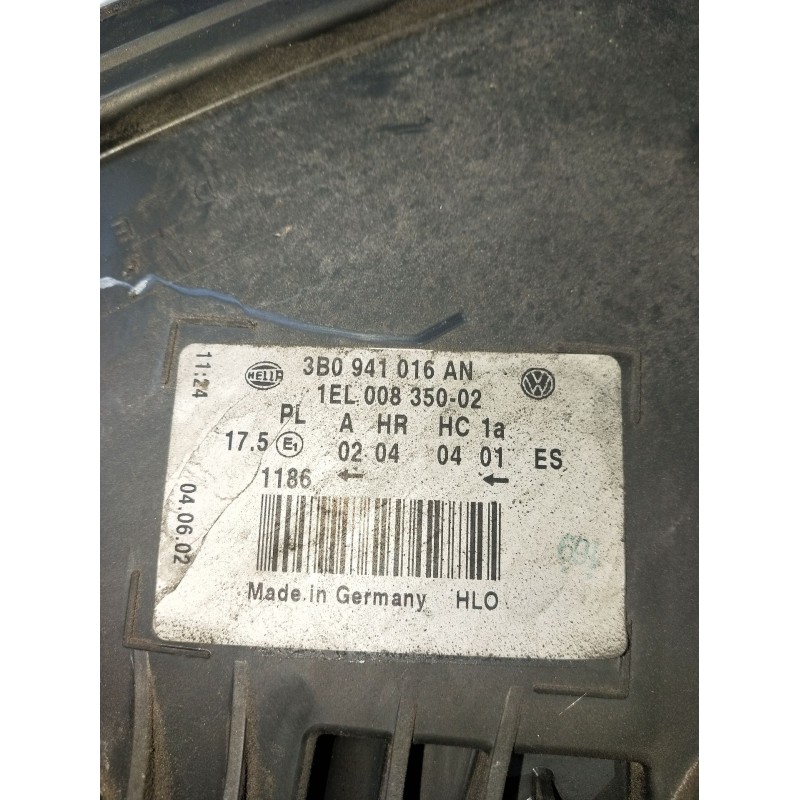 11:24
HELLA
3B0 941 016 AN
1EL 008 350-02
PL A HR HC 1a
17.5 E1 02 04 04 01 ES
1186 ← ←
04.06.02
Made in Germany HLO